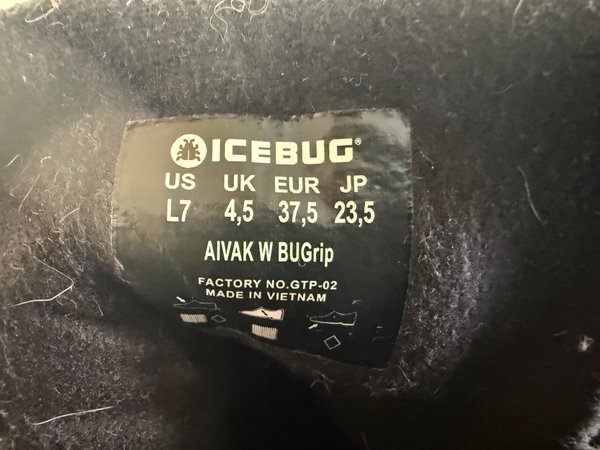 ICEBUG®
US UK EUR JP
L7 4,5 37,5 23,5
AIVAK W BUGrip
FACTORY NO.GTP-02
MADE IN VIETNAM